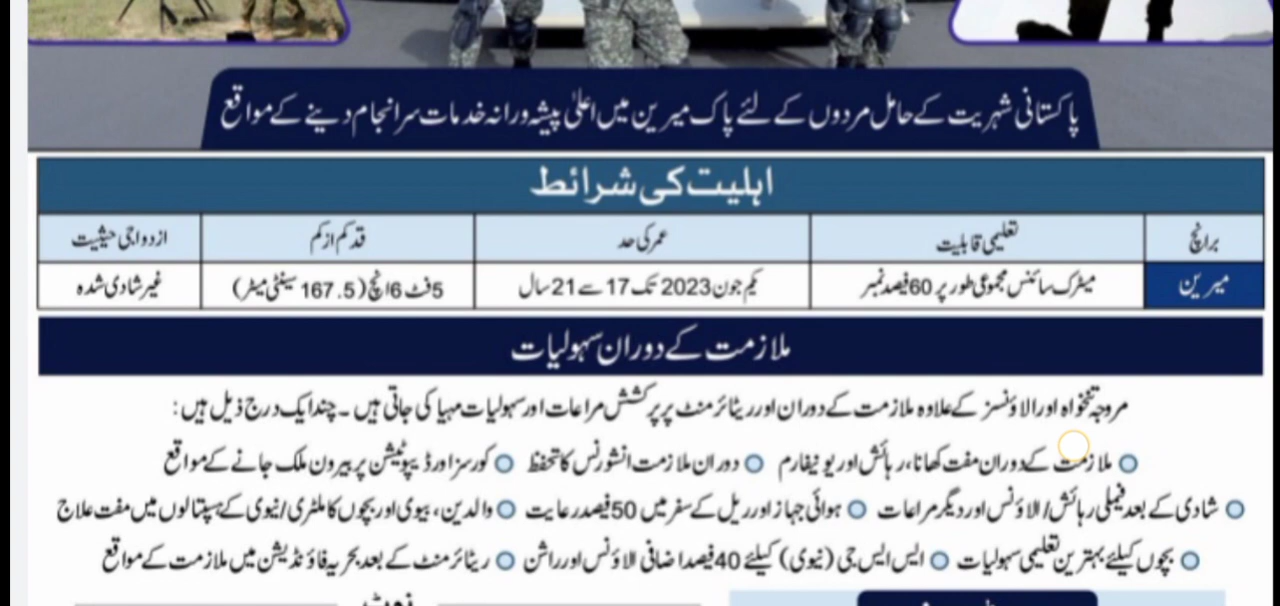 پاکستانی شہریت کے حامل مردوں کے لئے پاک میرین میں اعلیٰ پیشہ ورانہ خدمات سرانجام دینے کے مواقع
اہلیت کی شرائط
برانچ تعلیمی قابلیت عمر کی حد قد کم از کم ازدواجی حیثیت
میرین میٹرک سائنس مجموعی طور پر 60 فیصد نمبر یکم جون 2023 تک 17 سے 21 سال 5 فٹ 6 انچ (167.5 سینٹی میٹر) غیر شادی شدہ
ملازمت کے دوران سہولیات
مروجہ تنخواہ اور الاؤنسز کے علاوہ ملازمت کے دوران اور ریٹائرمنٹ پر پرکشش مراعات اور سہولیات مہیا کی جاتی ہیں ۔ چند ایک درج ذیل ہیں :
ملازمت کے دوران مفت کھانا، رہائش اور یونیفارم دوران ملازمت انشورنس کا تحفظ کورسز اور ڈیپوٹیشن پر بیرون ملک جانے کے مواقع
شادی کے بعد فیملی رہائش/الاؤنس اور دیگر مراعات ہوائی جہاز اور ریل کے سفر میں 50 فیصد رعایت والدین، بیوی اور بچوں کا ملٹری/نیوی کے ہسپتالوں میں مفت علاج
بچوں کیلئے بہترین تعلیمی سہولیات ایس ایس جی (نیوی) کیلئے 40 فیصد اضافی الاؤنس اور راشن ریٹائرمنٹ کے بعد بحریہ فاؤنڈیشن میں ملازمت کے مواقع